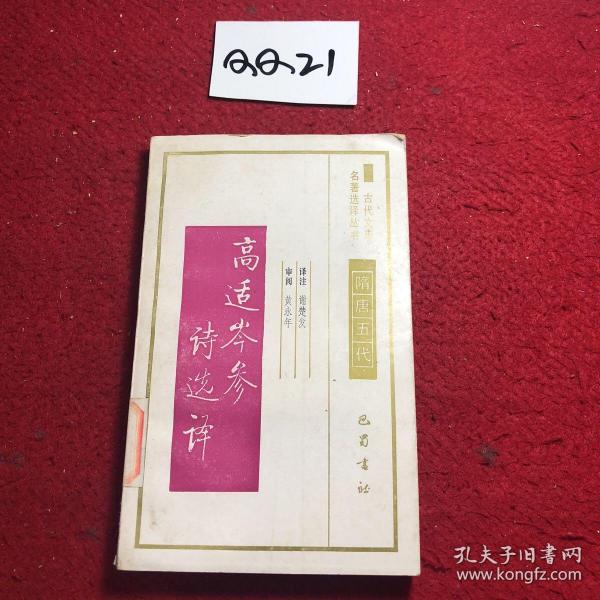 QQ21
古代文史
名著选译丛书
隋唐五代
译注 谢楚发
审阅 黄永年
高适岑参
诗选译
巴蜀书社
孔夫子旧书网
www.kongfz.com